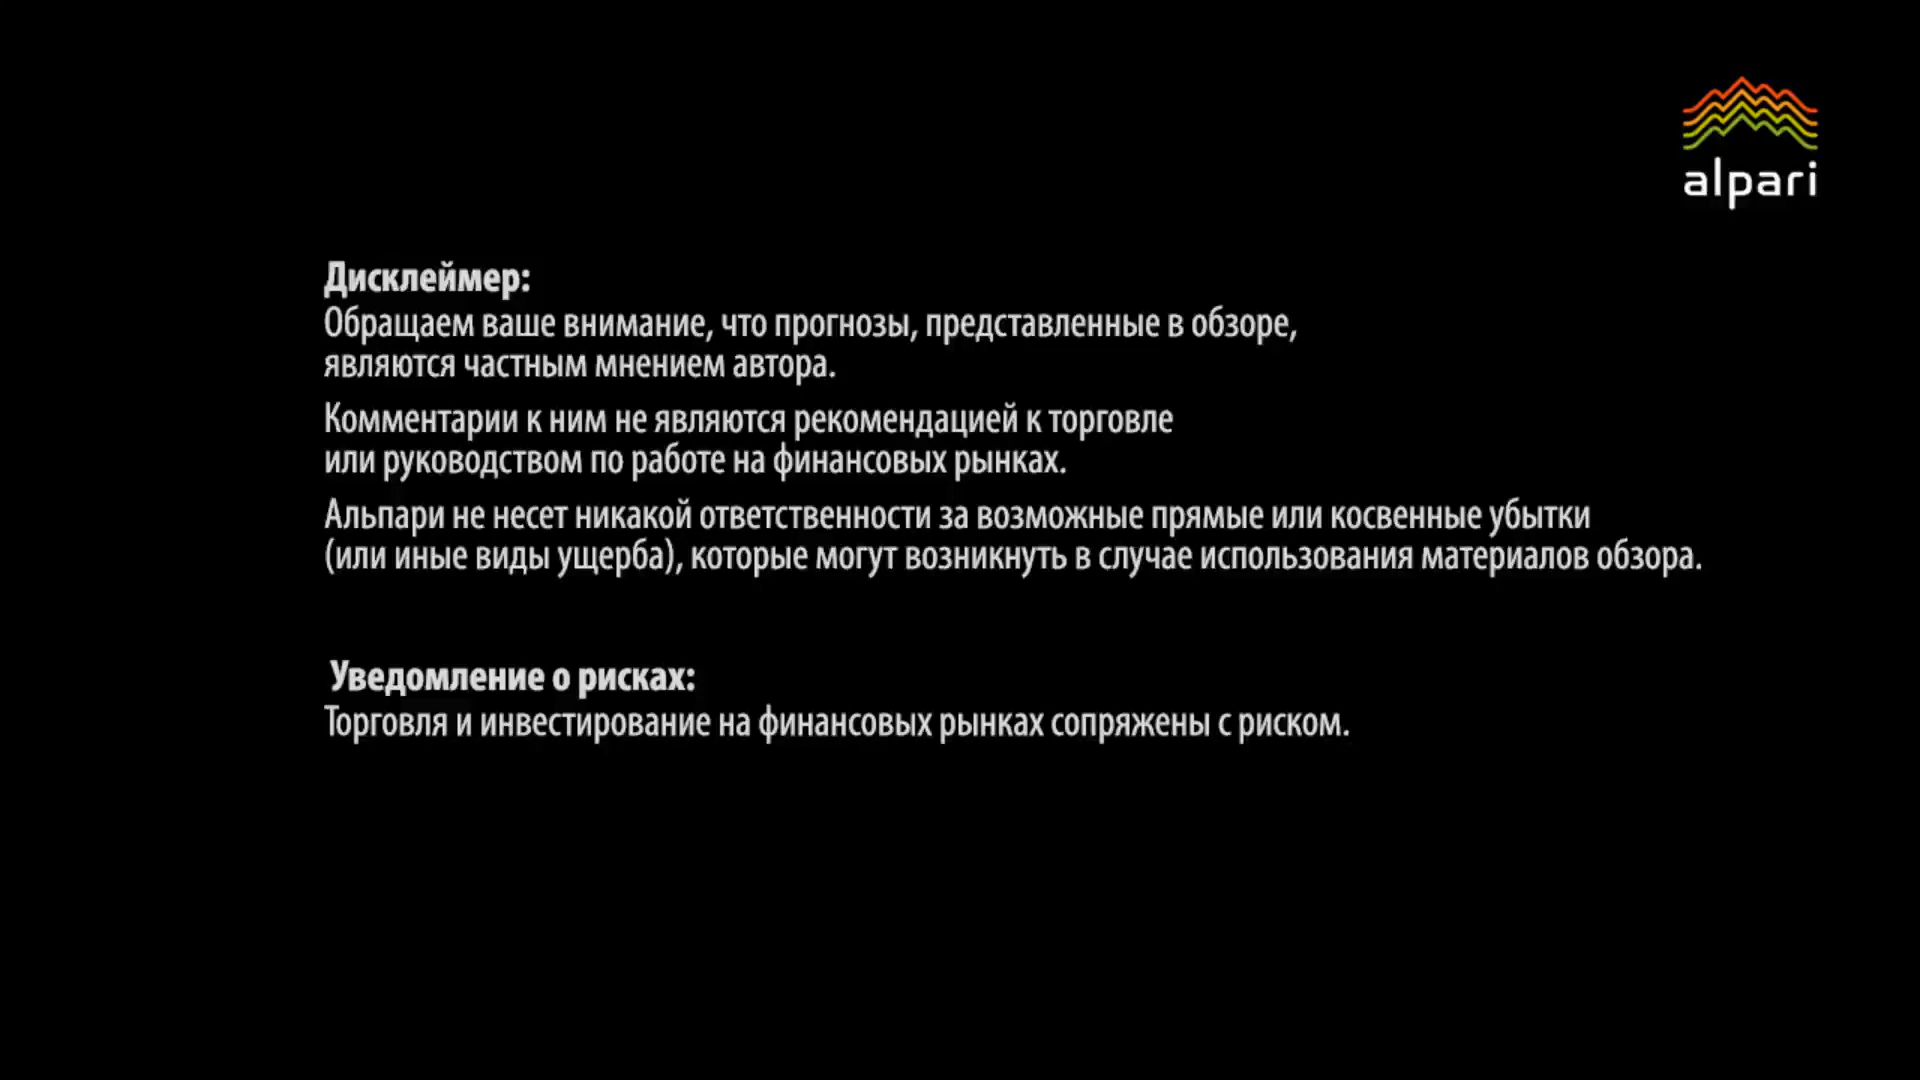 alpari
Дисклеймер:
Обращаем ваше внимание, что прогнозы, представленные в обзоре,
являются частным мнением автора.
Комментарии к ним не являются рекомендацией к торговле
или руководством по работе на финансовых рынках.
Альпари не несет никакой ответственности за возможные прямые или косвенные убытки
(или иные виды ущерба), которые могут возникнуть в случае использования материалов обзора.
Уведомление о рисках:
Торговля и инвестирование на финансовых рынках сопряжены с риском.